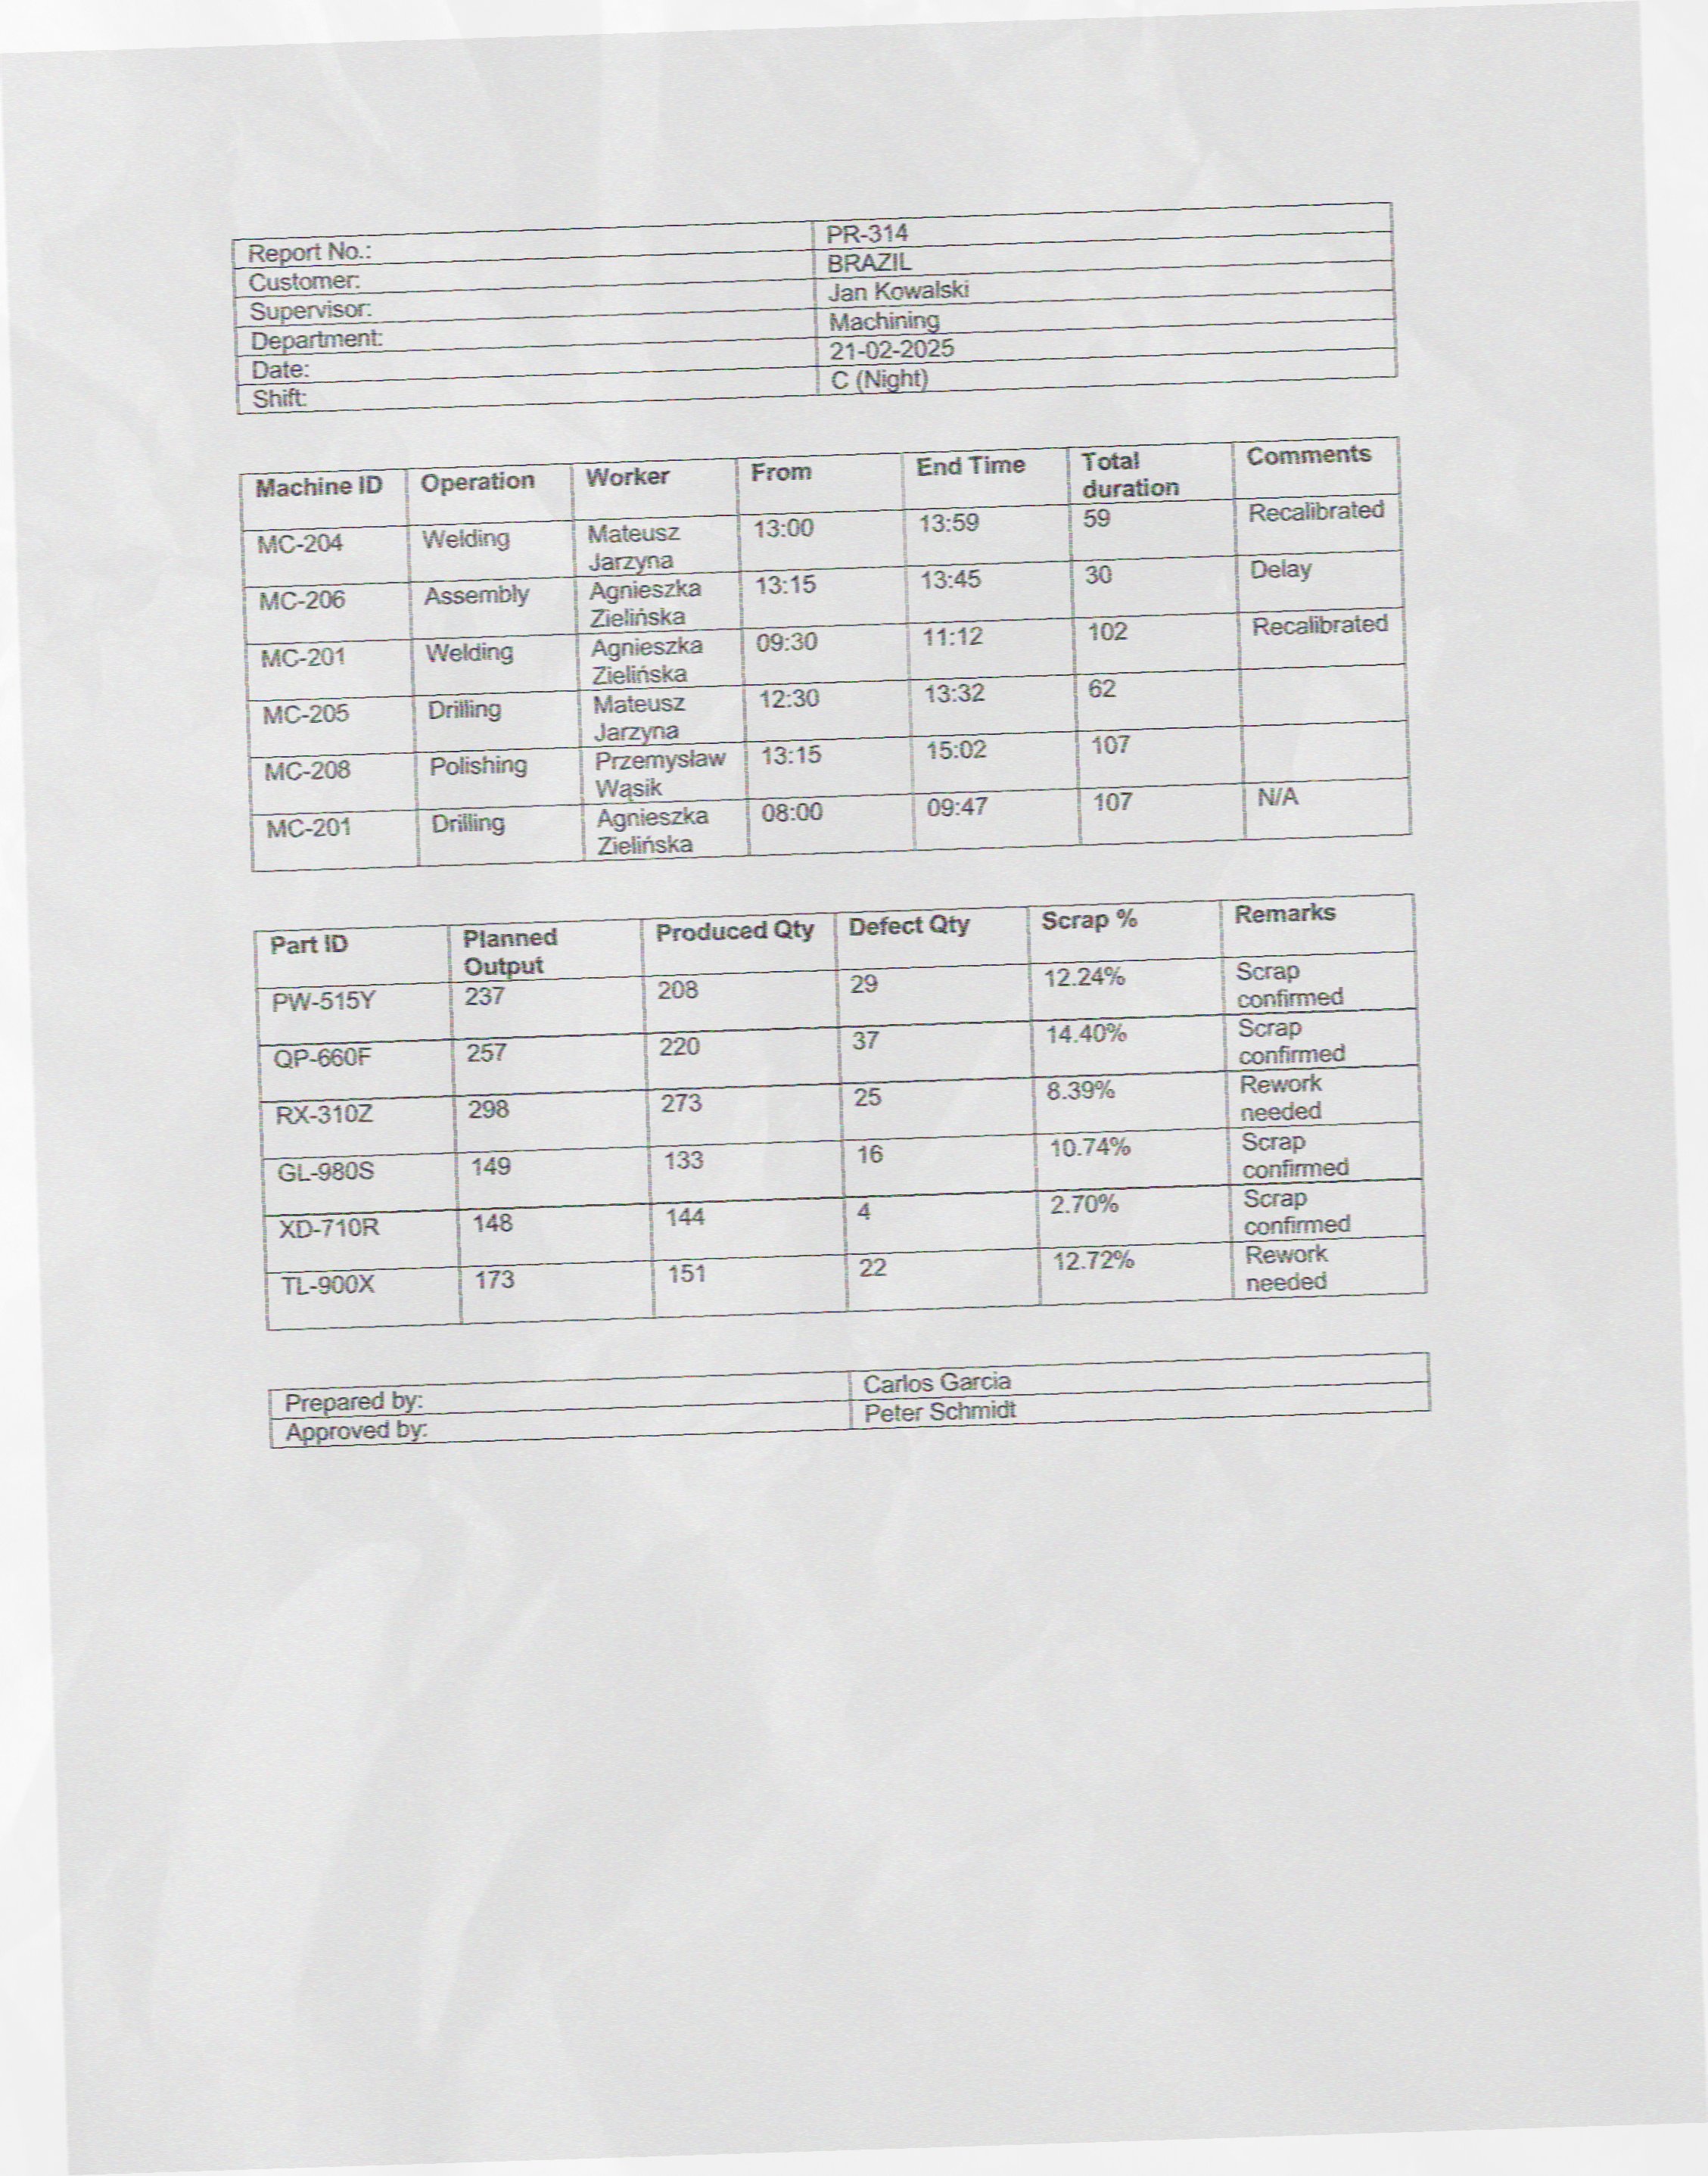 Report No.: PR-314
Customer: BRAZIL
Supervisor: Jan Kowalski
Department: Machining
Date: 21-02-2025
Shift: C (Night)
Machine ID Operation Worker From End Time Total duration Comments
MC-204 Welding Mateusz Jarzyna 13:00 13:59 59 Recalibrated
MC-206 Assembly Agnieszka Zielińska 13:15 13:45 30 Delay
MC-201 Welding Agnieszka Zielińska 09:30 11:12 102 Recalibrated
MC-205 Drilling Mateusz Jarzyna 12:30 13:32 62
MC-208 Polishing Przemysław Wąsik 13:15 15:02 107
MC-201 Drilling Agnieszka Zielińska 08:00 09:47 107 N/A
Part ID Planned Output Produced Qty Defect Qty Scrap % Remarks
PW-515Y 237 208 29 12.24% Scrap confirmed
QP-660F 257 220 37 14.40% Scrap confirmed
RX-310Z 298 273 25 8.39% Rework needed
GL-980S 149 133 16 10.74% Scrap confirmed
XD-710R 148 144 4 2.70% Scrap confirmed
TL-900X 173 151 22 12.72% Rework needed
Prepared by: Carlos Garcia
Approved by: Peter Schmidt